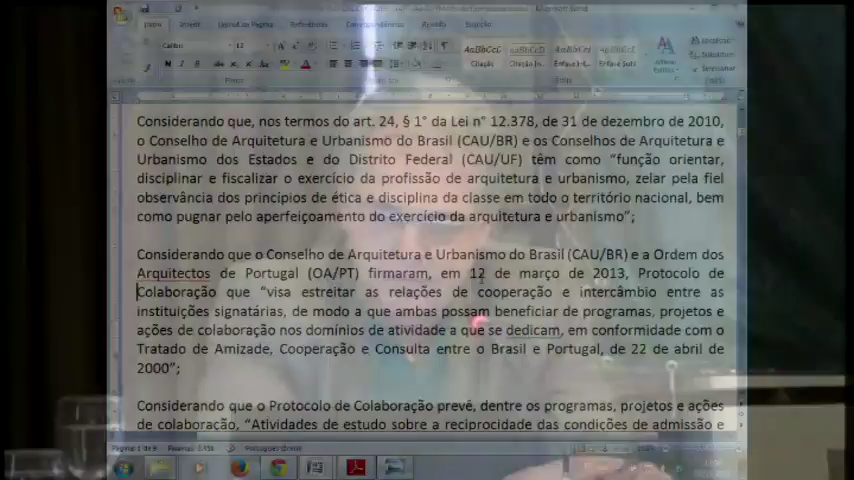 Calibri 12
AaBbCcL AaBbCcD AaBbCcI AaBbCcI
Citação
Considerando que, nos termos do art. 24, § 1° da Lei n° 12.378, de 31 de dezembro de 2010,
o Conselho de Arquitetura e Urbanismo do Brasil (CAU/BR) e os Conselhos de Arquitetura e
Urbanismo dos Estados e do Distrito Federal (CAU/UF) têm como “função orientar,
disciplinar e fiscalizar o exercício da profissão de arquitetura e urbanismo, zelar pela fiel
observância dos princípios de ética e disciplina da classe em todo o território nacional, bem
como pugnar pelo aperfeiçoamento do exercício da arquitetura e urbanismo”;
Considerando que o Conselho de Arquitetura e Urbanismo do Brasil (CAU/BR) e a Ordem dos
Arquitectos de Portugal (OA/PT) firmaram, em 12 de março de 2013, Protocolo de
Colaboração que “visa estreitar as relações de cooperação e intercâmbio entre as
instituições signatárias, de modo a que ambas possam beneficiar de programas, projetos e
ações de colaboração nos domínios de atividade a que se dedicam, em conformidade com o
Tratado de Amizade, Cooperação e Consulta entre o Brasil e Portugal, de 22 de abril de
2000”;
Considerando que o Protocolo de Colaboração prevê, dentre os programas, projetos e ações
de colaboração, “Atividades de estudo sobre a reciprocidade das condições de admissão e